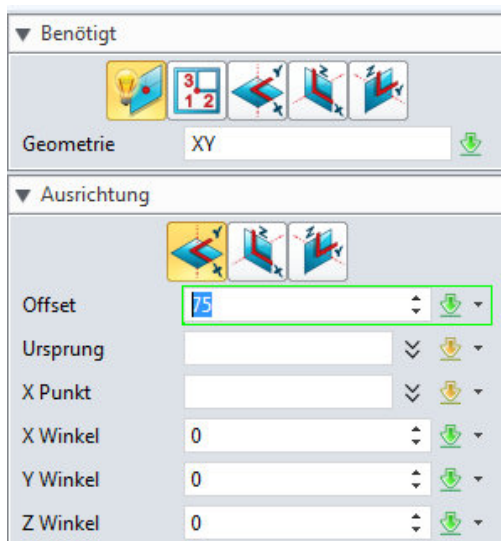 Benötigt
3 1 2 Y X Z X Z Y
Geometrie XY
Ausrichtung
Y X Z X Z Y
Offset 75
Ursprung
X Punkt
X Winkel 0
Y Winkel 0
Z Winkel 0